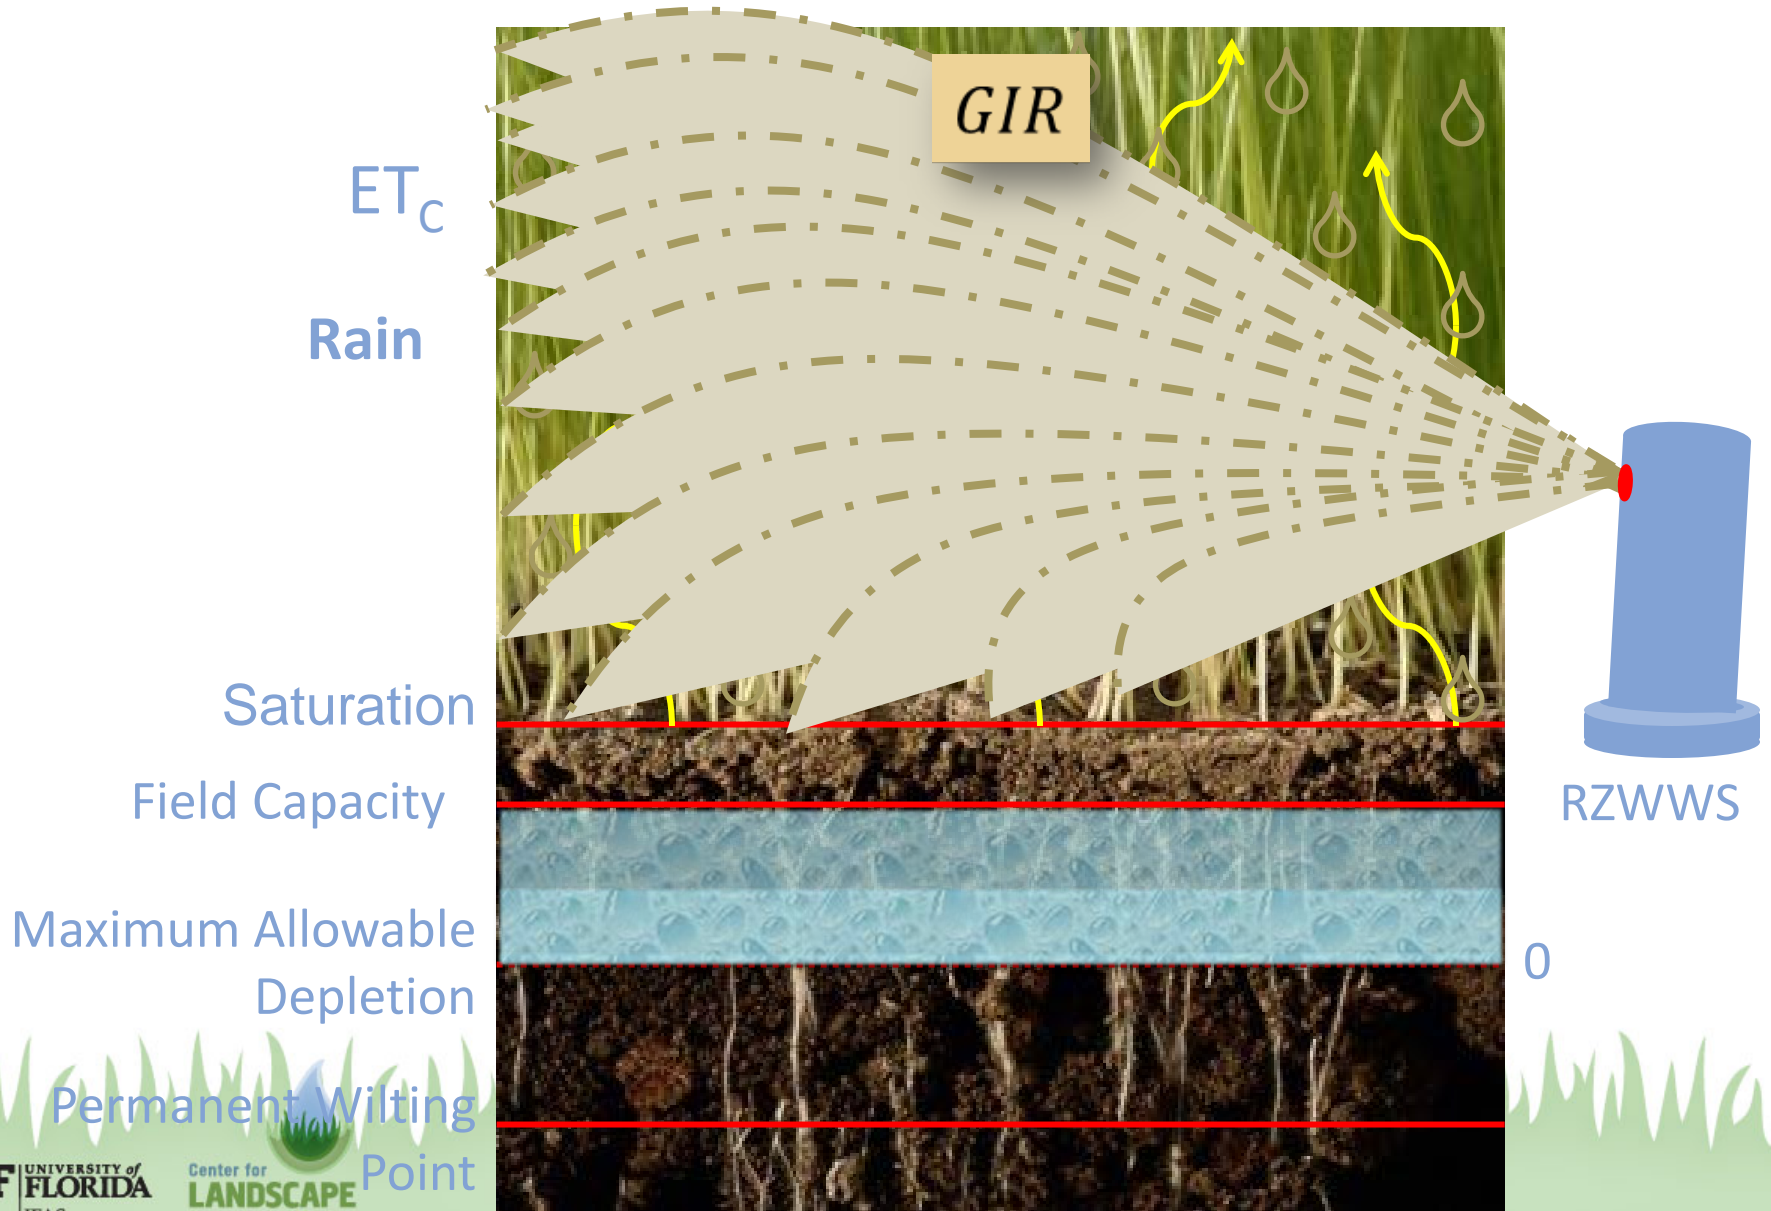 GIR
ET_C
Rain
Saturation
Field Capacity
RZWWS
Maximum Allowable
Depletion
0
Permanent Wilting
Point
UNIVERSITY of
FLORIDA
Center for
LANDSCAPE